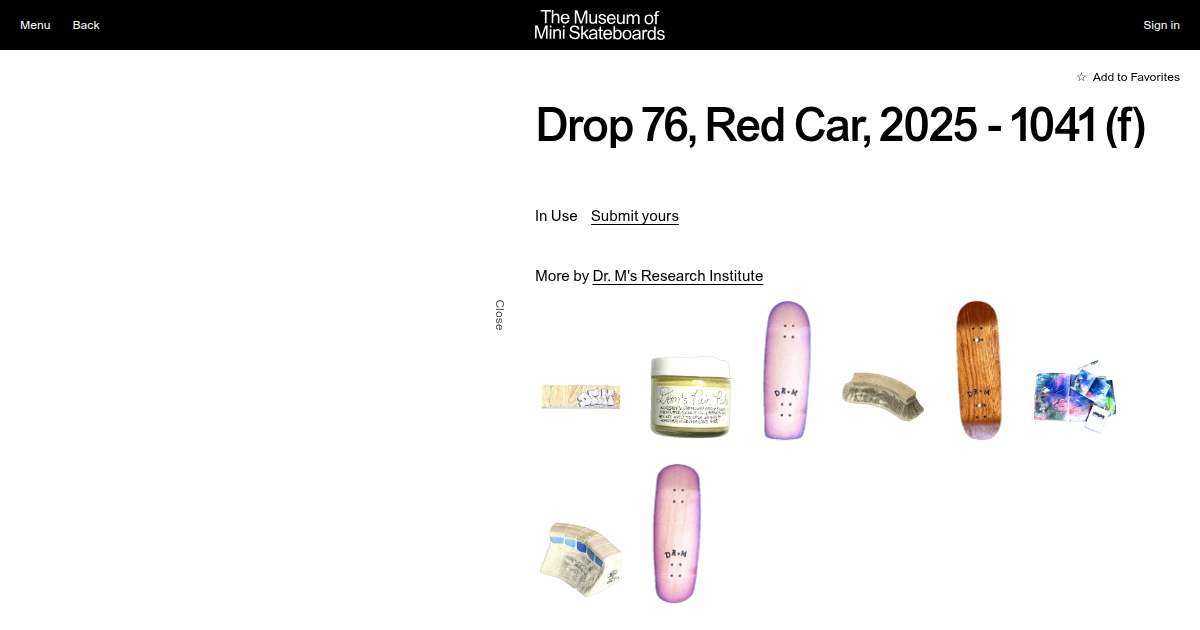 Menu
Back
The Museum of
Mini Skateboards
Sign in
☆ Add to Favorites
Drop 76, Red Car, 2025 - 1041 (f)
In Use
Submit yours
More by Dr. M's Research Institute
Close
DR•M
DR•M
DR•M